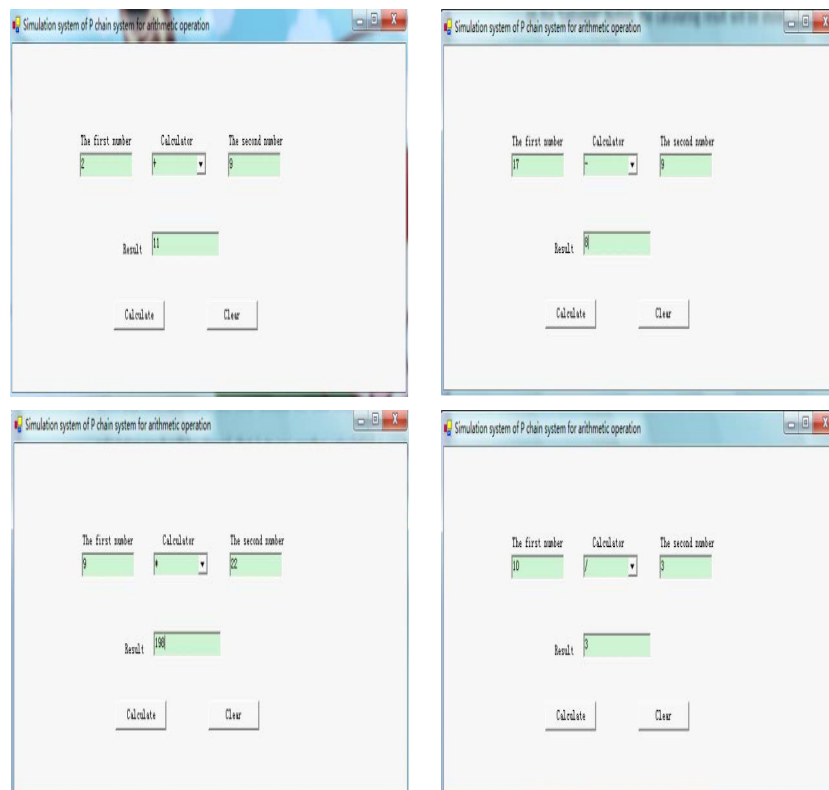 Simulation system of P chain system for arithmetic operation
The first number Calculator The second number
2 + 9
Result 11
Calculate Clear
Simulation system of P chain system for arithmetic operation
The first number Calculator The second number
17 - 9
Result 8
Calculate Clear
Simulation system of P chain system for arithmetic operation
The first number Calculator The second number
9 * 22
Result 198
Calculate Clear
Simulation system of P chain system for arithmetic operation
The first number Calculator The second number
10 / 3
Result 3
Calculate Clear